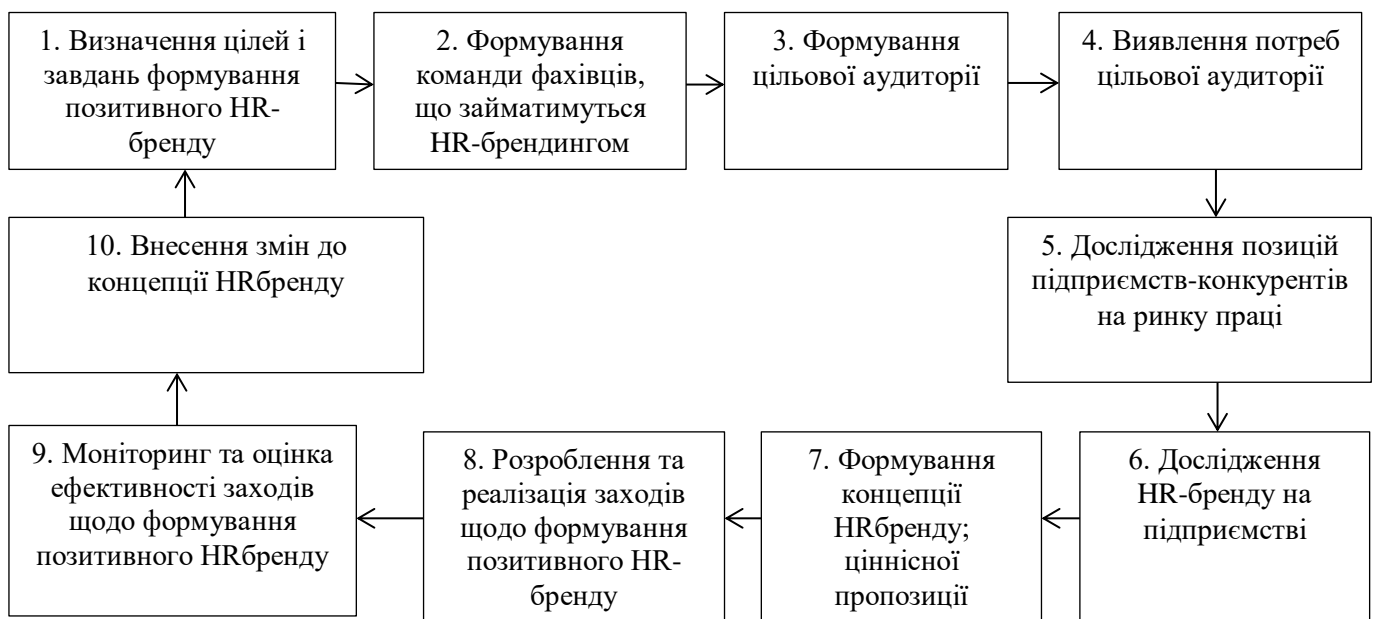 1. Визначення цілей і
завдань формування
позитивного HR-
бренду
2. Формування
команди фахівців,
що займатимуться
HR-брендингом
3. Формування
цільової аудиторії
4. Виявлення потреб
цільової аудиторії
5. Дослідження позицій
підприємств-конкурентів
на ринку праці
6. Дослідження
HR-бренду на
підприємстві
7. Формування
концепції
HRбренду;
ціннісної
пропозиції
8. Розроблення та
реалізація заходів
щодо формування
позитивного HR-
бренду
9. Моніторинг та оцінка
ефективності заходів
щодо формування
позитивного HRбренду
10. Внесення змін до
концепції HRбренду